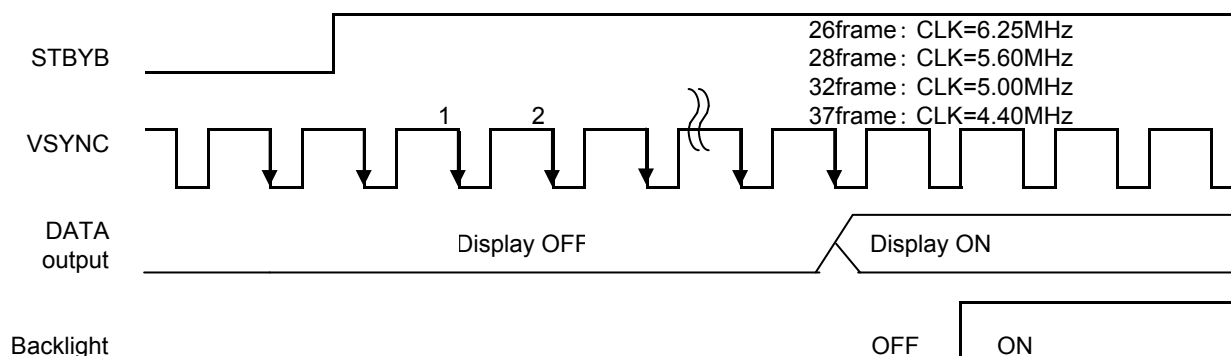 26frame: CLK=6.25MHz
STBYB
28frame: CLK=5.60MHz
32frame: CLK=5.00MHz
37frame: CLK=4.40MHz
1 2
VSYNC
DATA
output
Display OFF
Display ON
Backlight
OFF
ON